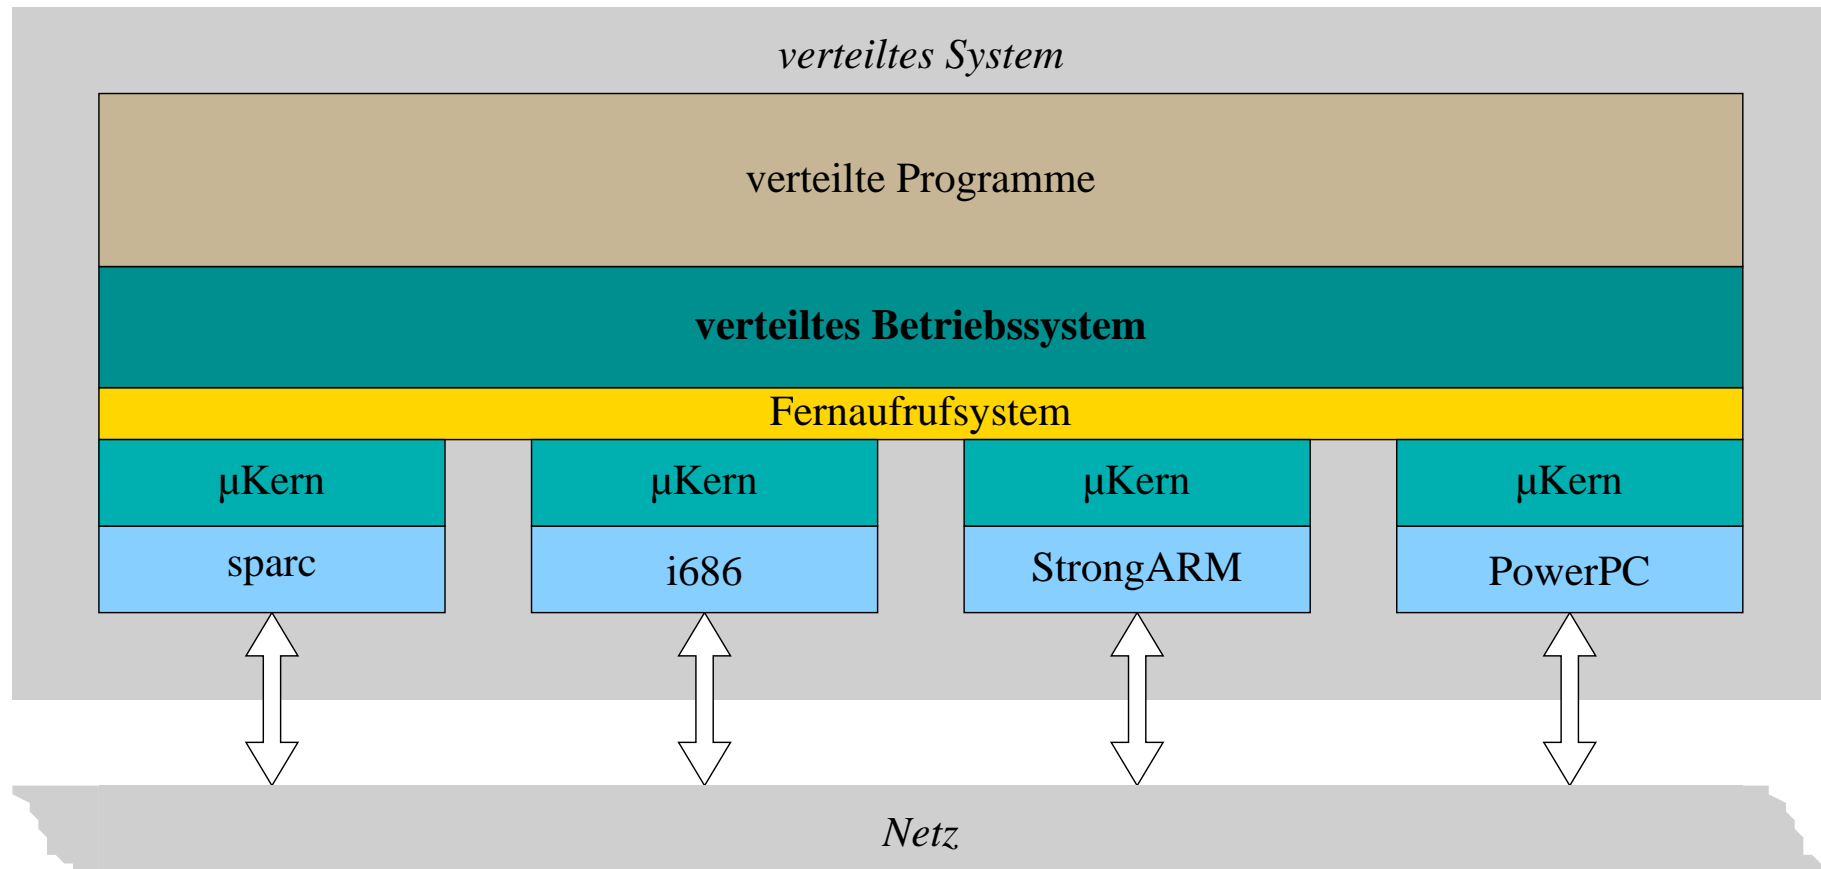 verteiltes System
verteilte Programme
verteiltes Betriebssystem
Fernaufrufsystem
µKern µKern µKern µKern
sparc i686 StrongARM PowerPC
Netz